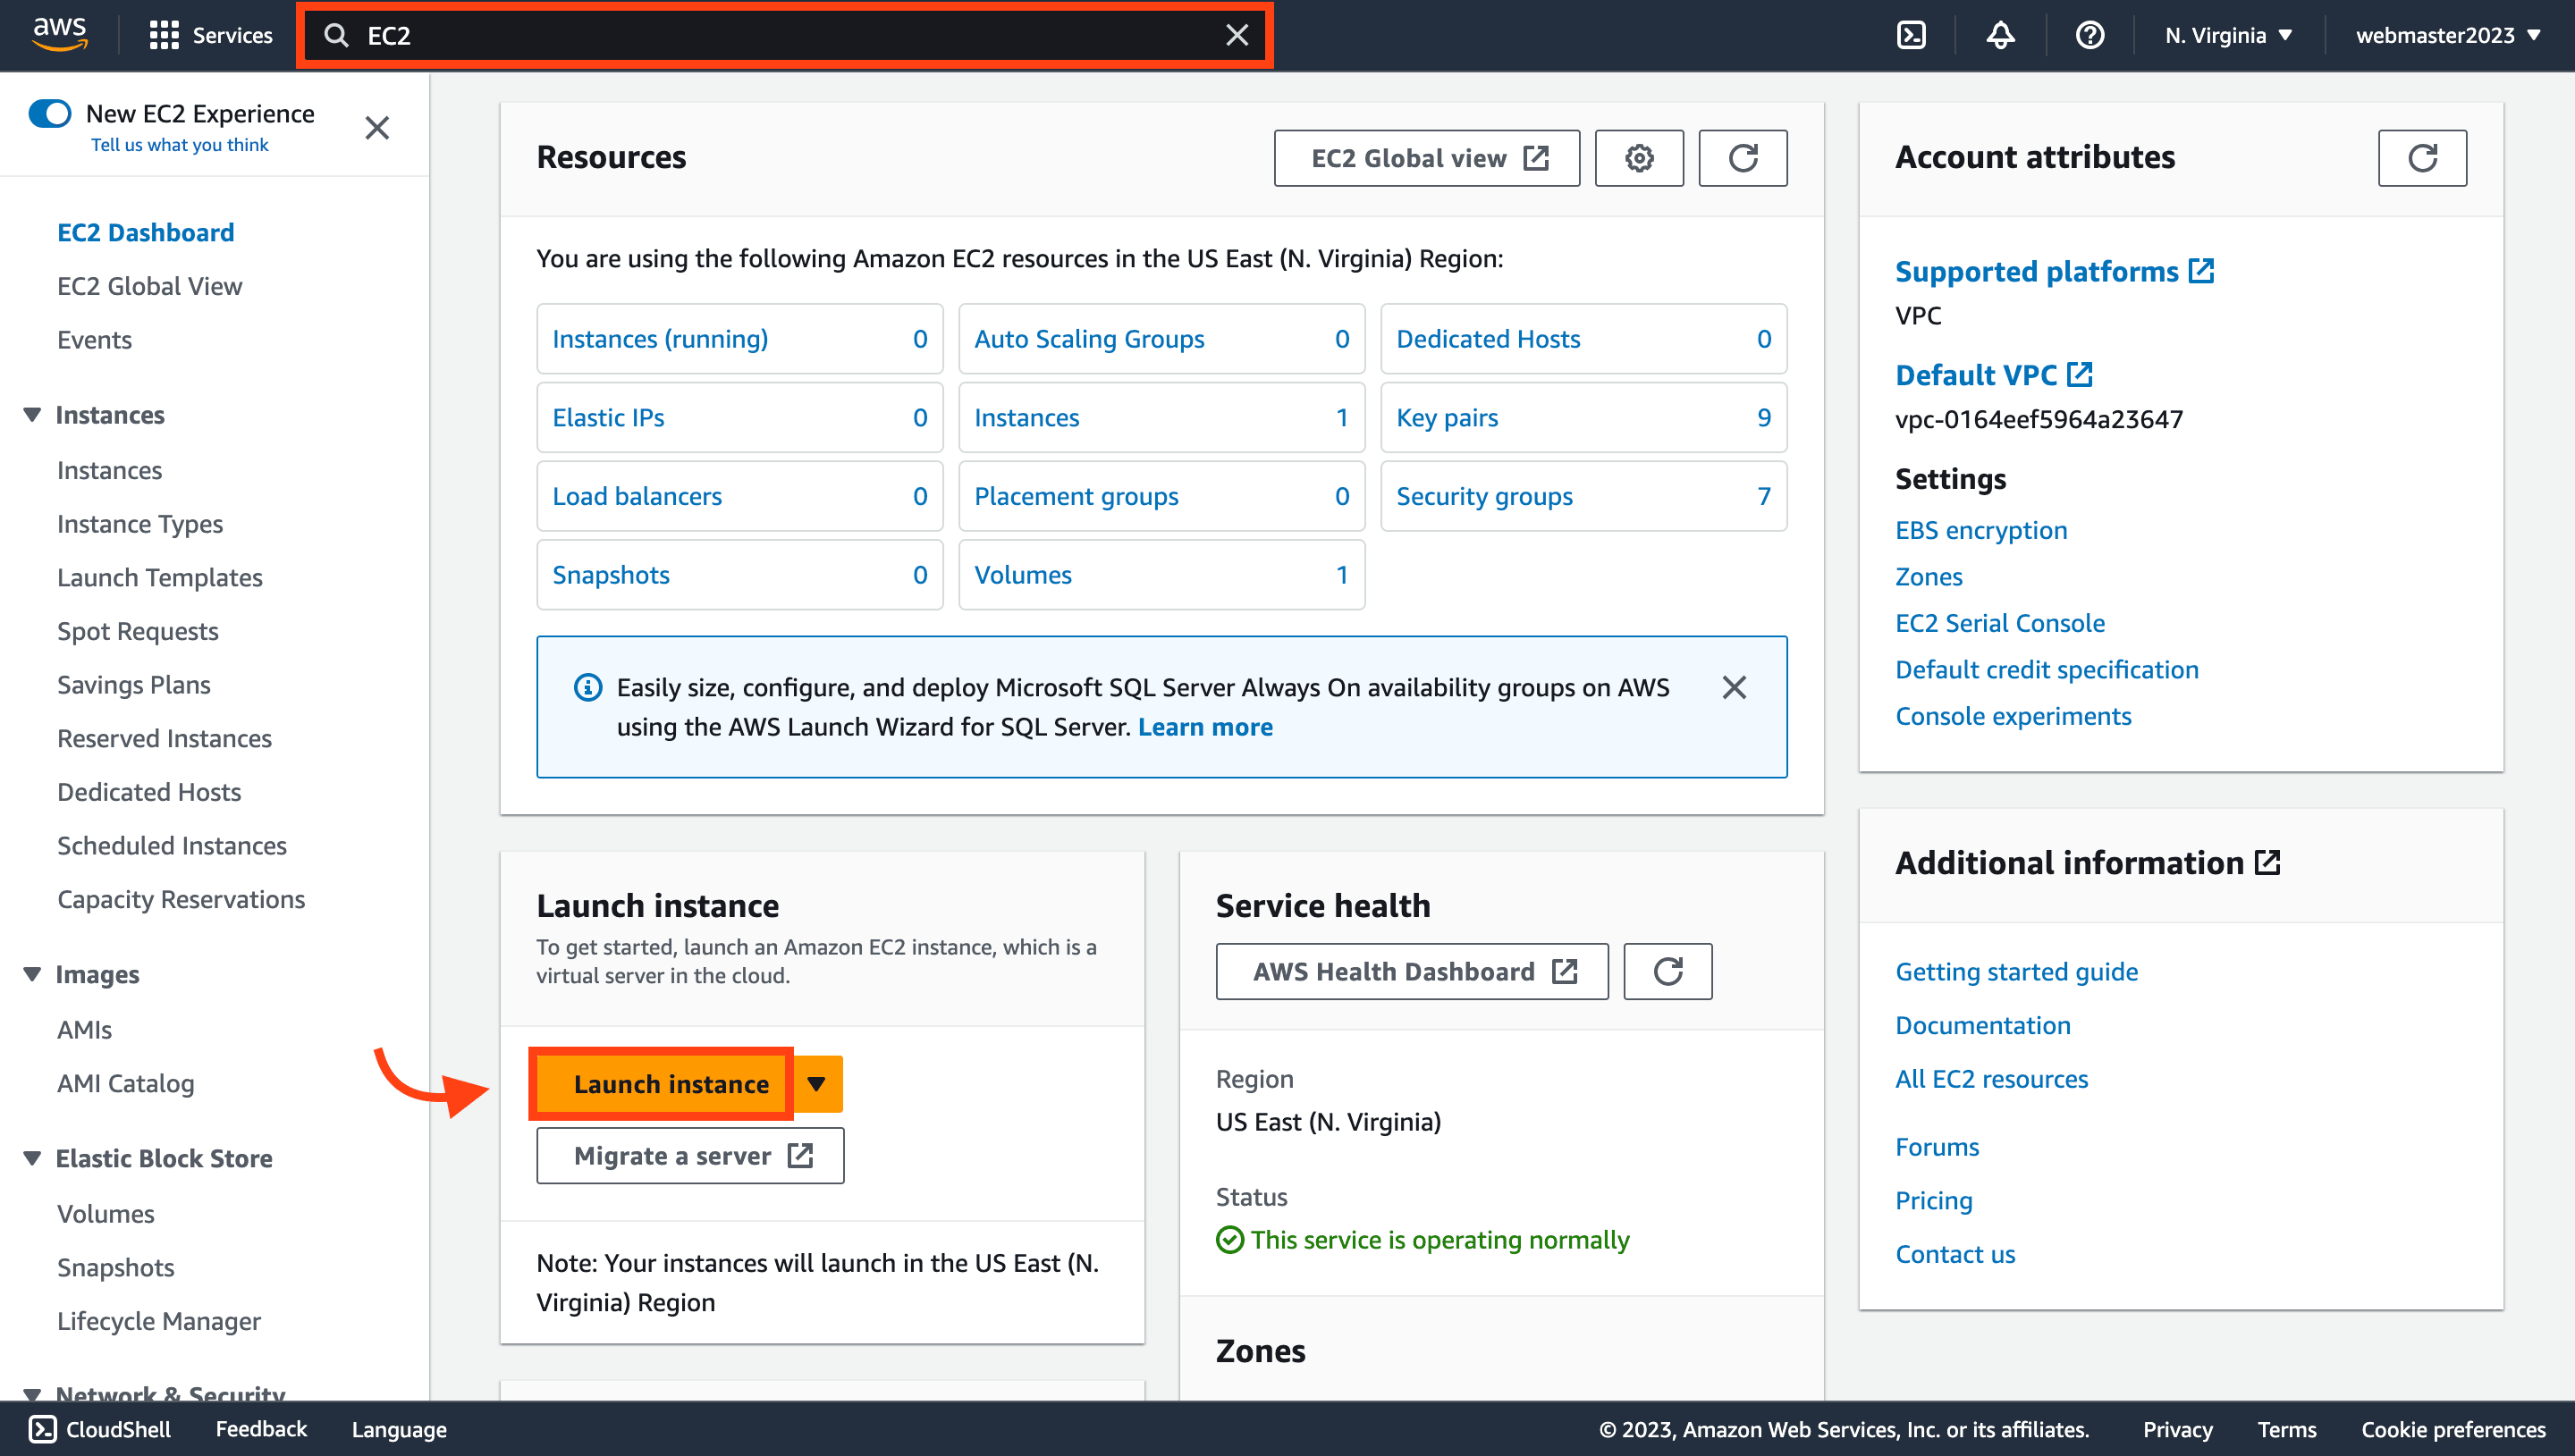 aws
Services
EC2
N. Virginia
webmaster2023
New EC2 Experience
Tell us what you think
EC2 Dashboard
EC2 Global View
Events
Instances
Instances
Instance Types
Launch Templates
Spot Requests
Savings Plans
Reserved Instances
Dedicated Hosts
Scheduled Instances
Capacity Reservations
Images
AMIs
AMI Catalog
Elastic Block Store
Volumes
Snapshots
Lifecycle Manager
Network & Security
Resources
EC2 Global view
You are using the following Amazon EC2 resources in the US East (N. Virginia) Region:
Instances (running) 0
Auto Scaling Groups 0
Dedicated Hosts 0
Elastic IPs 0
Instances 1
Key pairs 9
Load balancers 0
Placement groups 0
Security groups 7
Snapshots 0
Volumes 1
Easily size, configure, and deploy Microsoft SQL Server Always On availability groups on AWS
using the AWS Launch Wizard for SQL Server. Learn more
Launch instance
To get started, launch an Amazon EC2 instance, which is a
virtual server in the cloud.
Launch instance
Migrate a server
Note: Your instances will launch in the US East (N.
Virginia) Region
Service health
AWS Health Dashboard
Region
US East (N. Virginia)
Status
This service is operating normally
Zones
Account attributes
Supported platforms
VPC
Default VPC
vpc-0164eef5964a23647
Settings
EBS encryption
Zones
EC2 Serial Console
Default credit specification
Console experiments
Additional information
Getting started guide
Documentation
All EC2 resources
Forums
Pricing
Contact us
CloudShell
Feedback
Language
© 2023, Amazon Web Services, Inc. or its affiliates.
Privacy
Terms
Cookie preferences